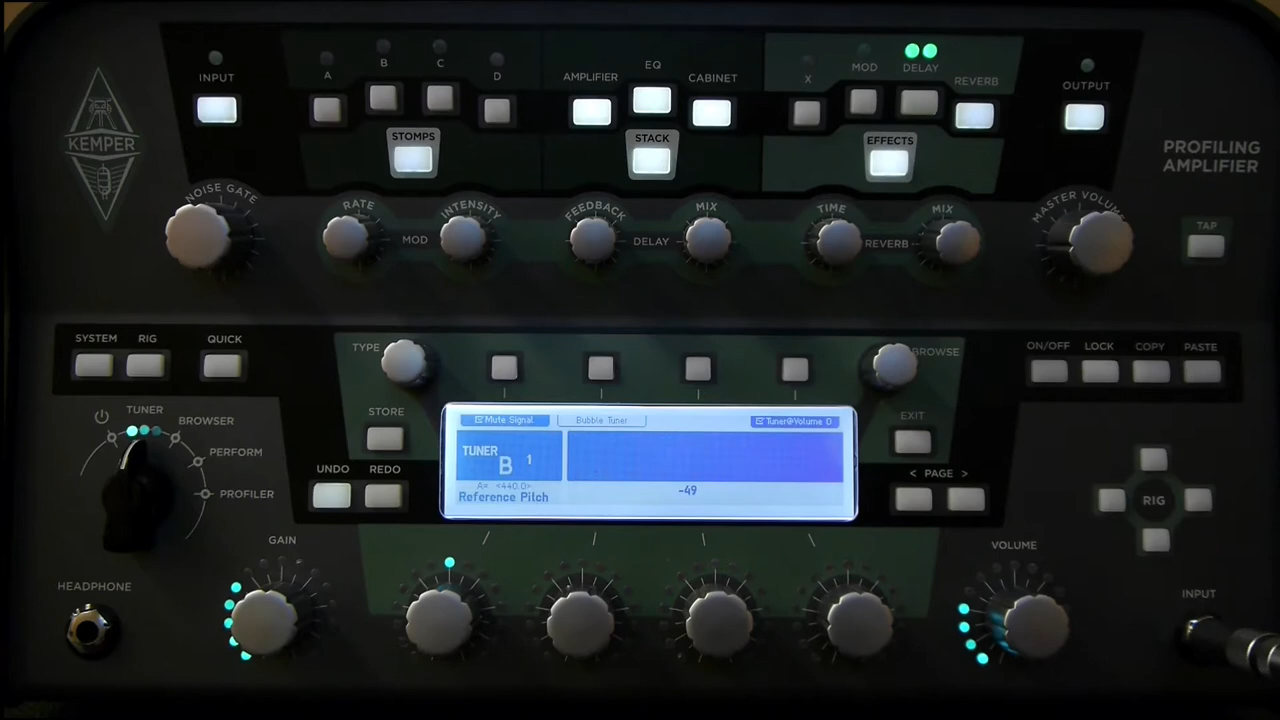 INPUT
A
B
C
D
AMPLIFIER
EQ
CABINET
X
MOD
DELAY
REVERB
OUTPUT
KEMPER
STOMPS
STACK
EFFECTS
PROFILING
AMPLIFIER
NOISE GATE
RATE
MOD
INTENSITY
FEEDBACK
DELAY
MIX
TIME
REVERB
MIX
MASTER VOLUME
TAP
SYSTEM
RIG
QUICK
TYPE
BROWSE
ON/OFF
LOCK
COPY
PASTE
TUNER
BROWSER
PERFORM
PROFILER
STORE
UNDO
REDO
Mute Signal
Bubble Tuner
Tuner@Volume 0
TUNER
B 1
A= <440.0>
Reference Pitch
-49
EXIT
< PAGE >
RIG
GAIN
VOLUME
HEADPHONE
INPUT